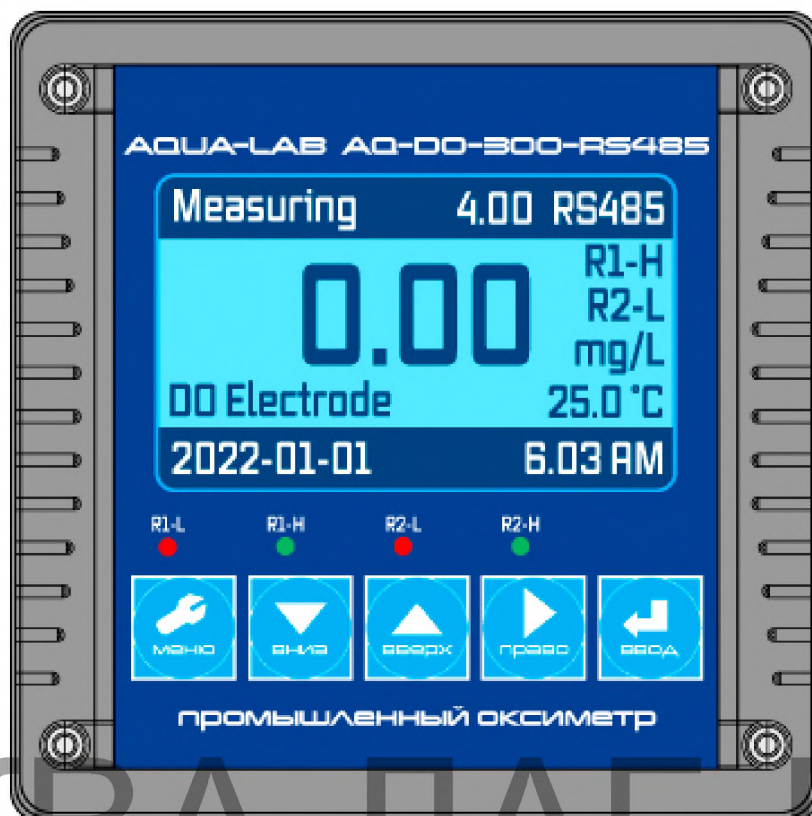 AQUA-LAB AQ-DO-300-RS485
Measuring 4.00 RS485
R1-H
0.00 R2-L
mg/L
DO Electrode 25.0 °C
2022-01-01 6.03 AM
R1-L R1-H R2-L R2-H
меню вниз вверх право ввод
промышленный оксиметр